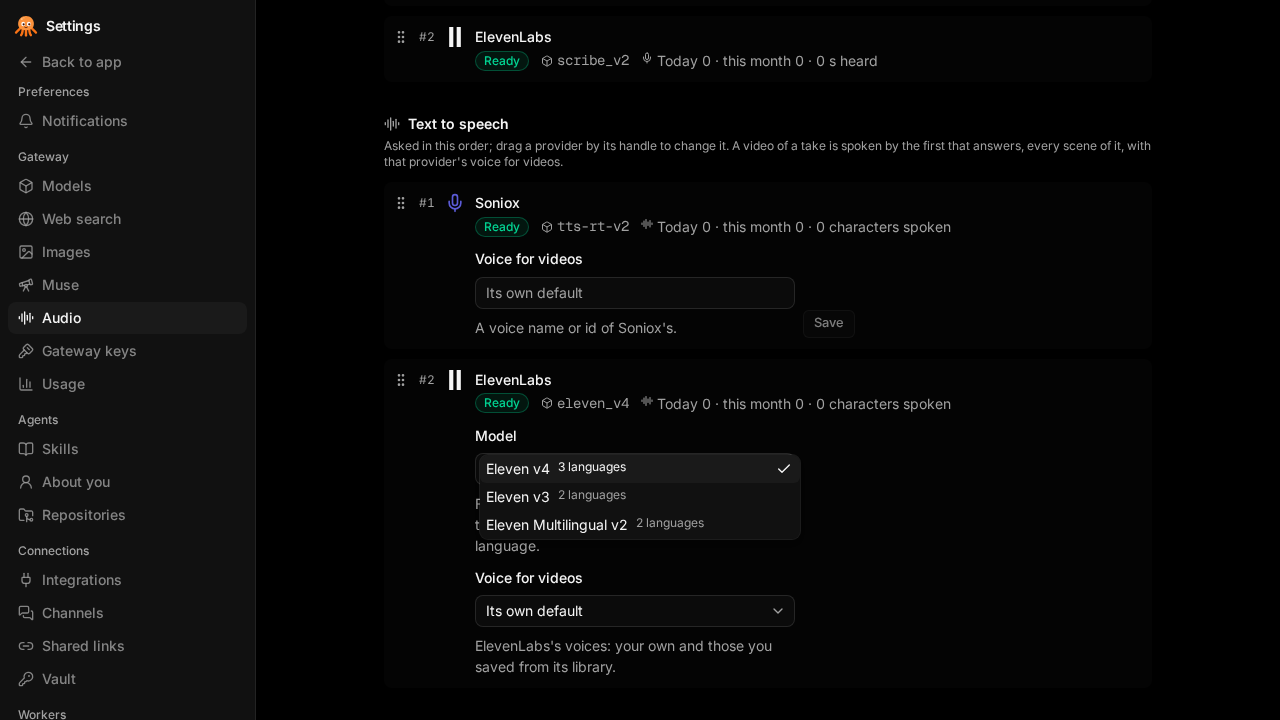 Settings
Back to app
Preferences
Notifications
Gateway
Models
Web search
Images
Muse
Audio
Gateway keys
Usage
Agents
Skills
About you
Repositories
Connections
Integrations
Channels
Shared links
Vault
Workers
#2 ElevenLabs
Ready scribe_v2 Today 0 · this month 0 · 0 s heard
Text to speech
Asked in this order; drag a provider by its handle to change it. A video of a take is spoken by the first that answers, every scene of it, with
that provider's voice for videos.
#1 Soniox
Ready tts-rt-v2 Today 0 · this month 0 · 0 characters spoken
Voice for videos
Its own default
A voice name or id of Soniox's.
Save
#2 ElevenLabs
Ready eleven_v4 Today 0 · this month 0 · 0 characters spoken
Model
Eleven v4 3 languages
Eleven v3 2 languages
Eleven Multilingual v2 2 languages
language.
Voice for videos
Its own default
ElevenLabs's voices: your own and those you
saved from its library.